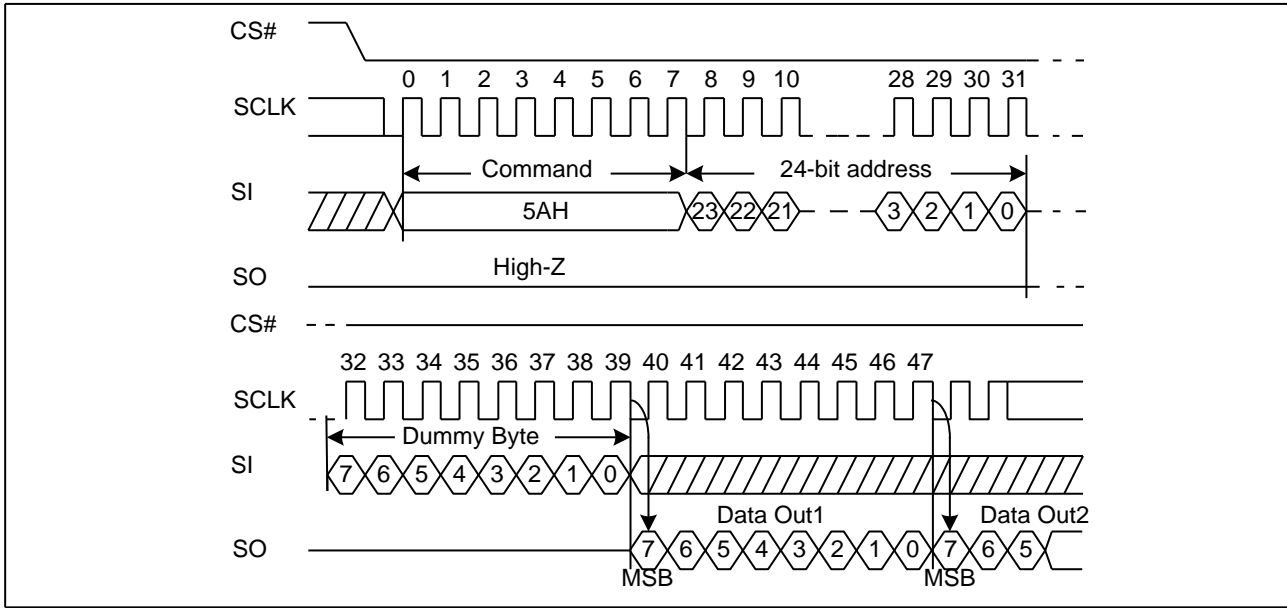 CS#
0 1 2 3 4 5 6 7 8 9 10 28 29 30 31
SCLK
Command 24-bit address
SI
5AH 23 22 21 3 2 1 0
High-Z
SO
CS#
32 33 34 35 36 37 38 39 40 41 42 43 44 45 46 47
SCLK
Dummy Byte
SI
7 6 5 4 3 2 1 0
Data Out1 Data Out2
SO
7 6 5 4 3 2 1 0 7 6 5
MSB MSB